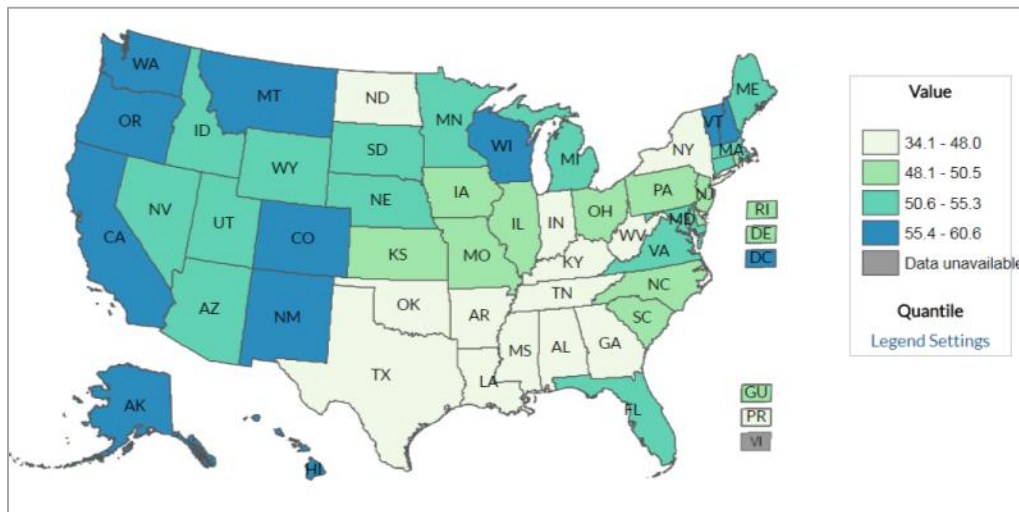 WA
MT
ND
OR
ID
WY
SD
MN
WI
MI
ME
VT
MA
NY
NV
UT
CO
CA
AZ
NM
NE
IA
KS
MO
IL
IN
OH
PA
NJ
MD
WV
VA
KY
NC
TN
SC
OK
AR
TX
LA
MS
AL
GA
FL
AK
HI
RI
DE
DC
GU
PR
VI
Value
34.1 - 48.0
48.1 - 50.5
50.6 - 55.3
55.4 - 60.6
Data unavailable
Quantile
Legend Settings